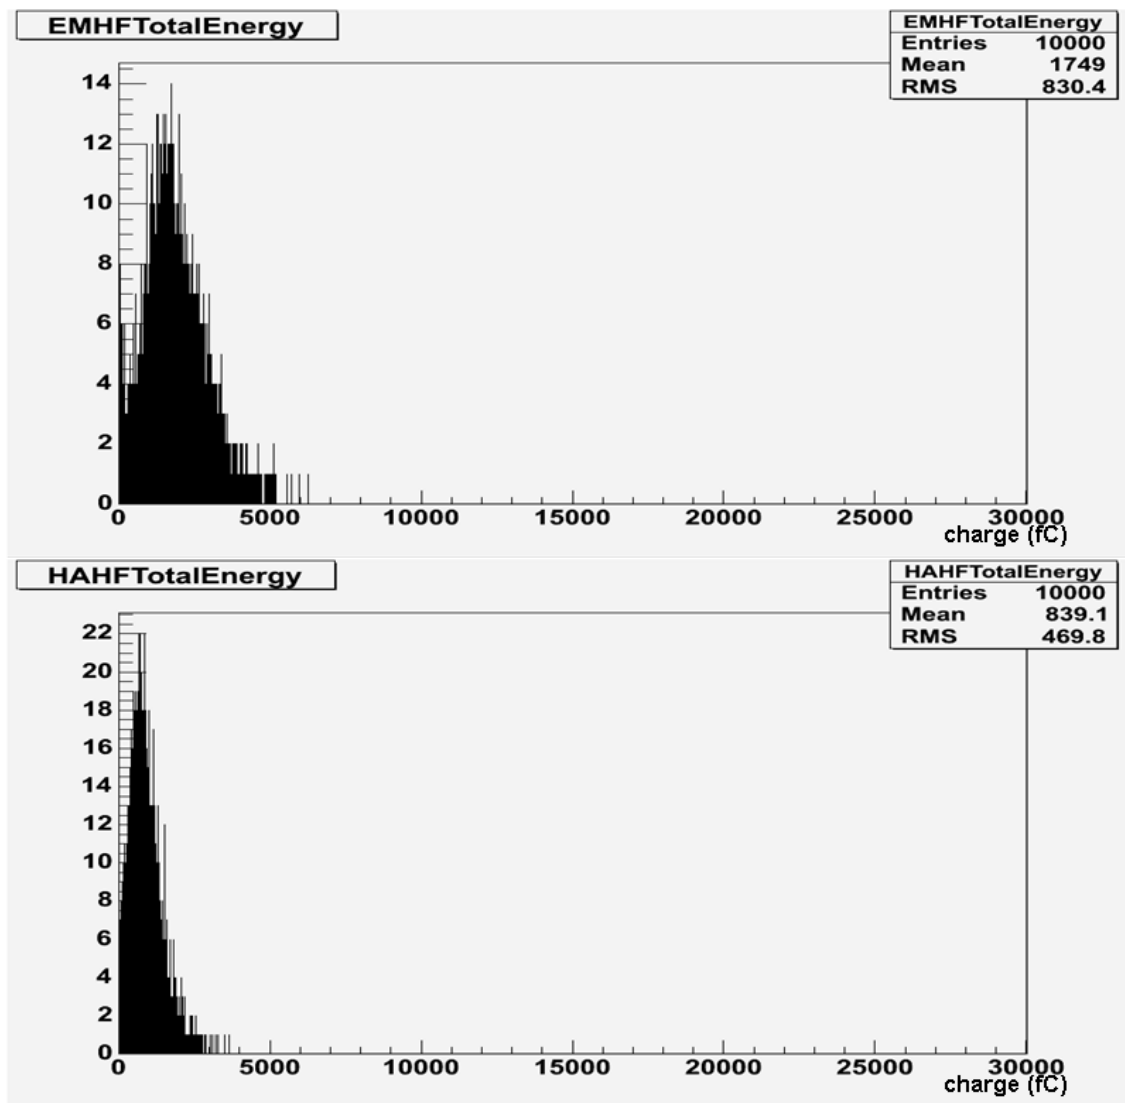 EMHFTotalEnergy
EMHFTotalEnergy
Entries 10000
Mean 1749
RMS 830.4
14
12
10
8
6
4
2
0
0 5000 10000 15000 20000 25000 30000
charge (fC)
HAHFTotalEnergy
HAHFTotalEnergy
Entries 10000
Mean 839.1
RMS 469.8
22
20
18
16
14
12
10
8
6
4
2
0
0 5000 10000 15000 20000 25000 30000
charge (fC)